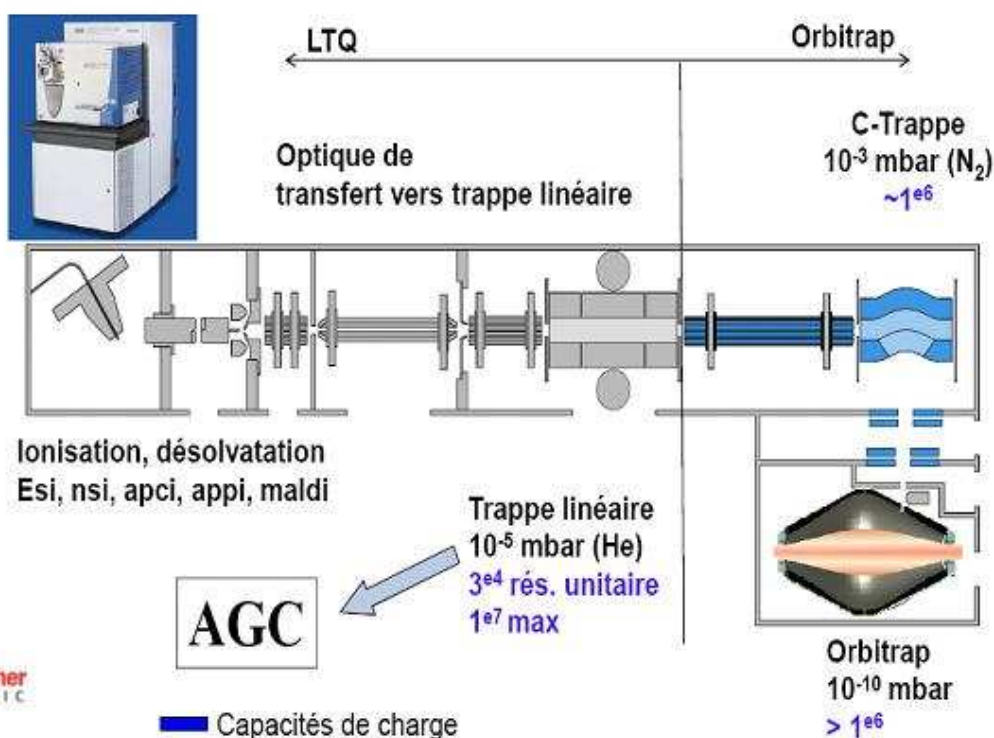 LTQ
Orbitrap
C-Trappe
10⁻³ mbar (N₂)
~1ᵉ⁶
Optique de
transfert vers trappe linéaire
Ionisation, désolvatation
Esi, nsi, apci, appi, maldi
Trappe linéaire
10⁻⁵ mbar (He)
3ᵉ⁴ rés. unitaire
1ᵉ⁷ max
AGC
Orbitrap
10⁻¹⁰ mbar
> 1ᵉ⁶
Capacités de charge